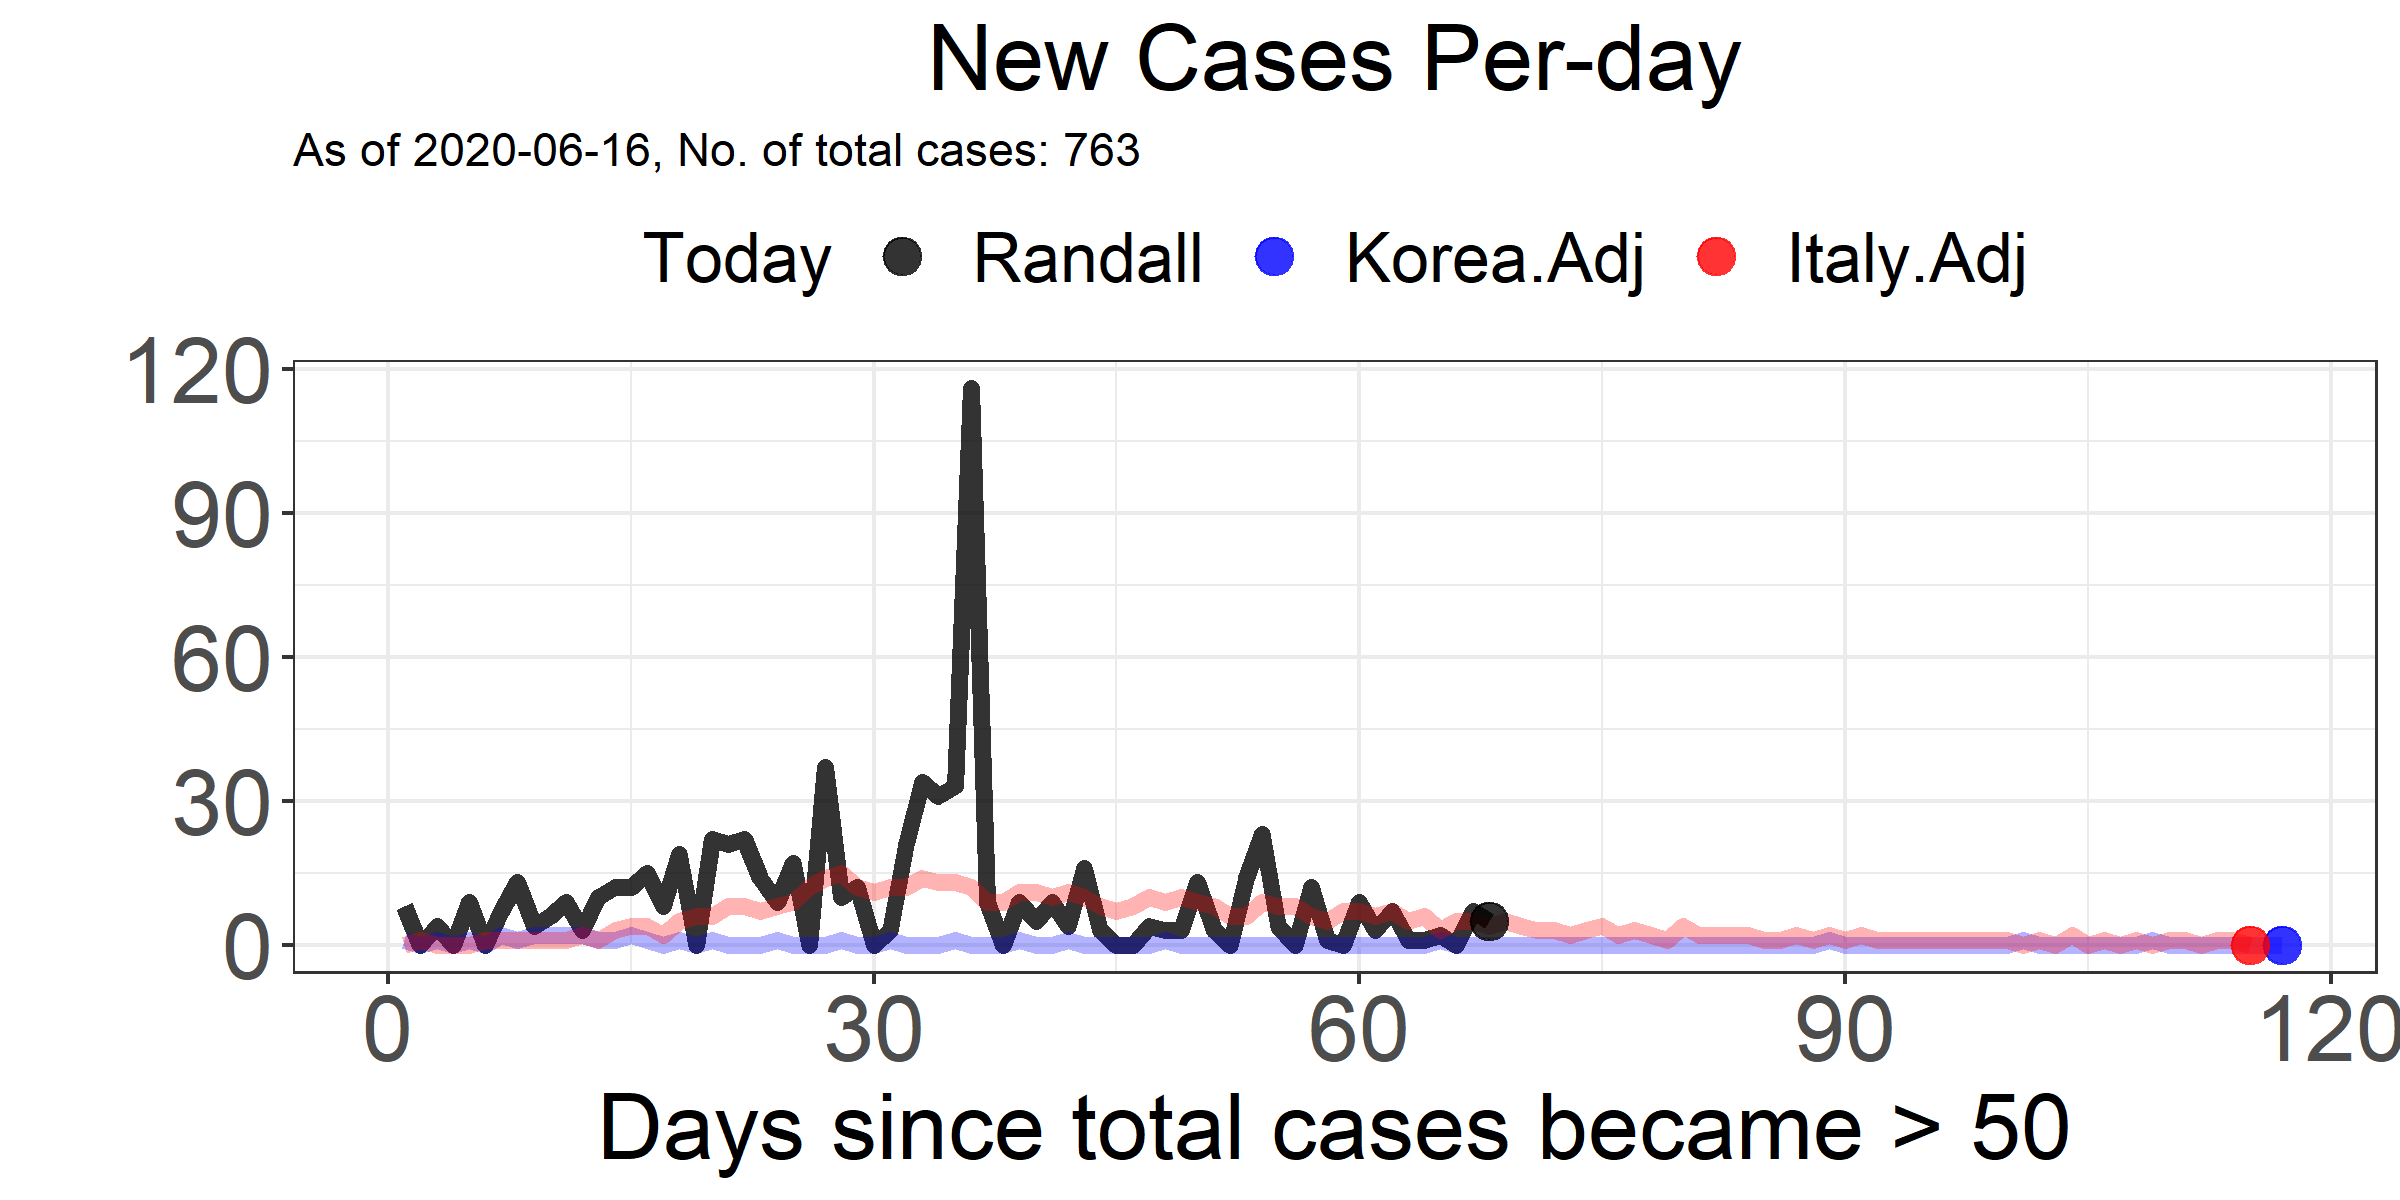 New Cases Per-day
As of 2020-06-16, No. of total cases: 763
Today Randall Korea.Adj Italy.Adj
120
90
60
30
0
0 30 60 90 120
Days since total cases became > 50